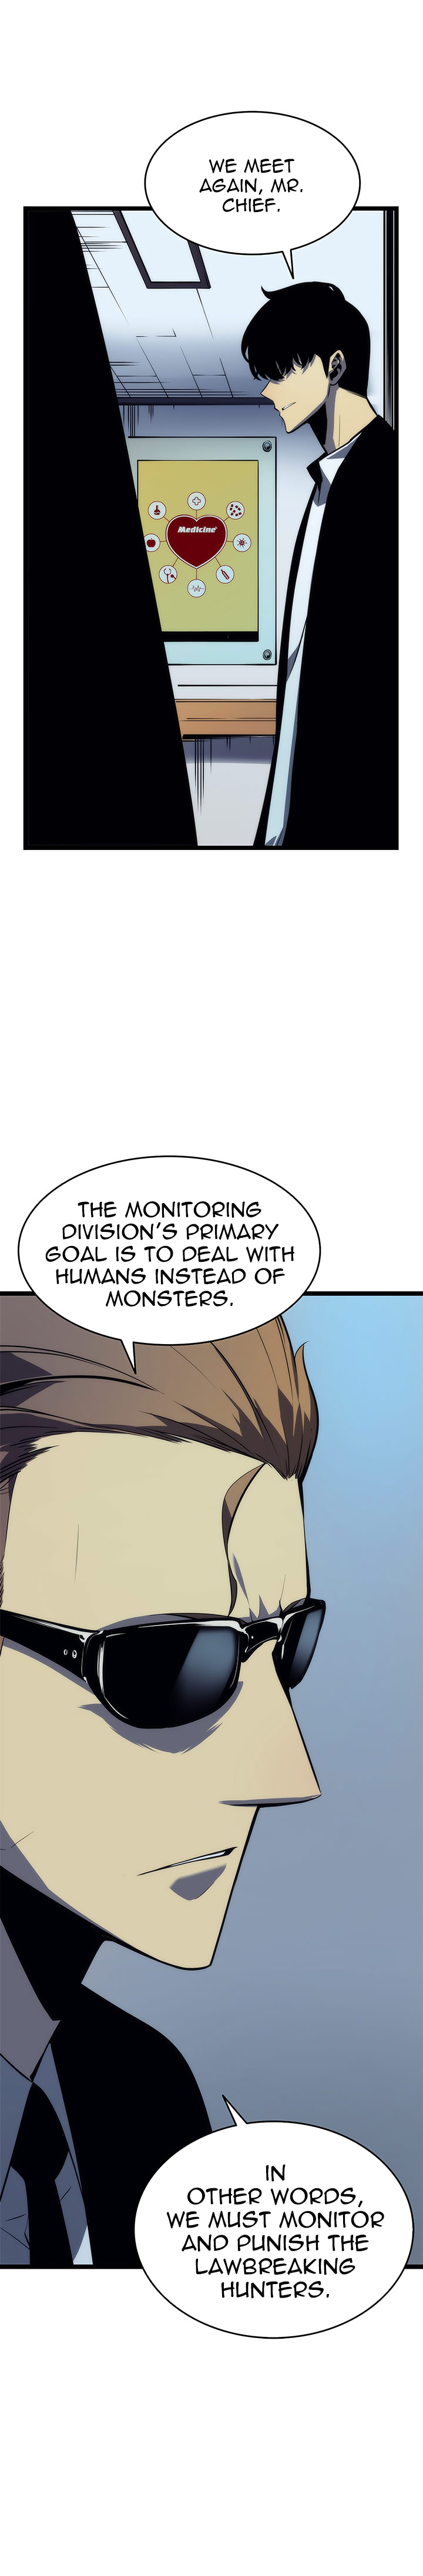 WE MEET
AGAIN, MR.
CHIEF.
Medicine
THE MONITORING
DIVISION'S PRIMARY
GOAL IS TO DEAL WITH
HUMANS INSTEAD OF
MONSTERS.
IN
OTHER WORDS,
WE MUST MONITOR
AND PUNISH THE
LAWBREAKING
HUNTERS.